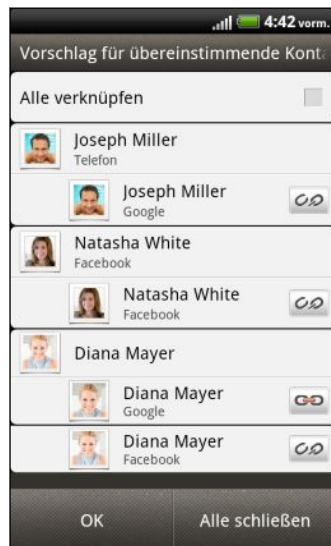 4:42 vorm.
Vorschlag für übereinstimmende Konta
Alle verknüpfen
Joseph Miller
Telefon
Joseph Miller
Google
Natasha White
Facebook
Natasha White
Facebook
Diana Mayer
Diana Mayer
Google
Diana Mayer
Facebook
OK
Alle schließen